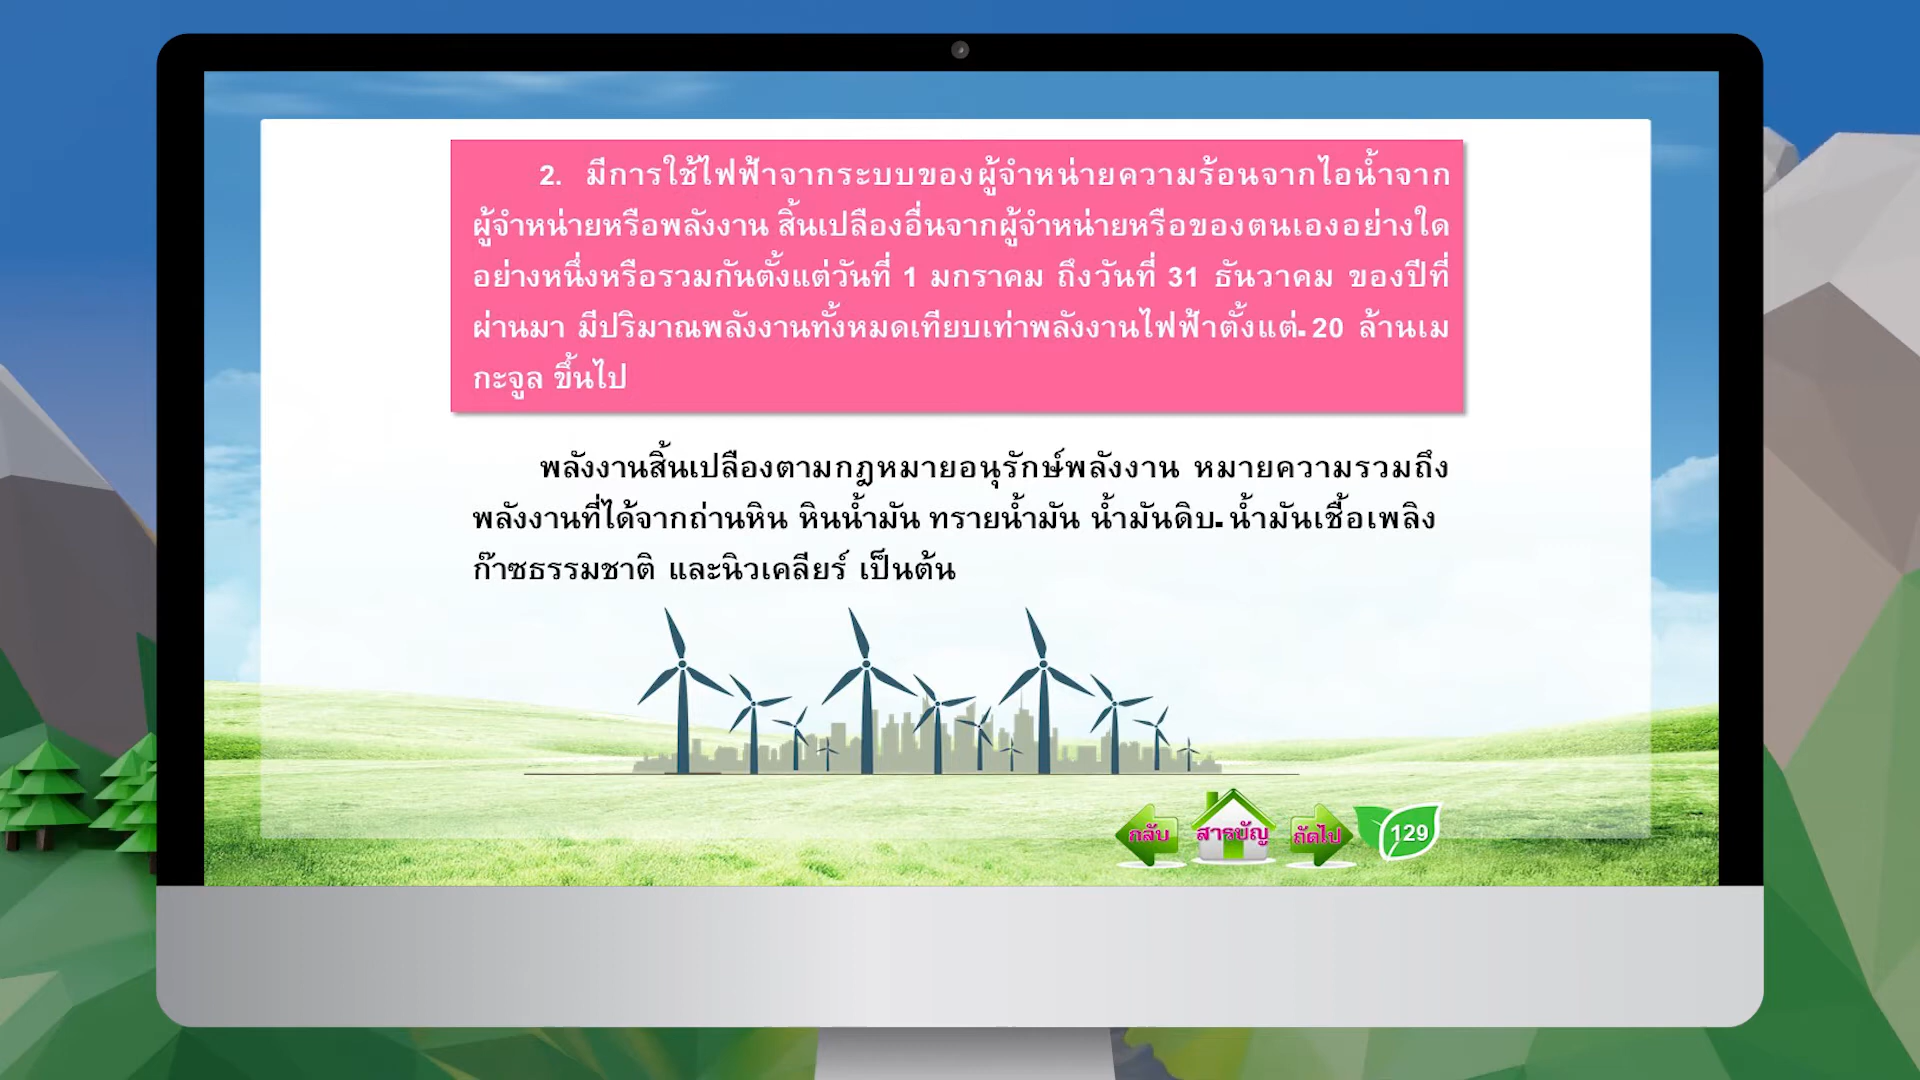 2. มีการใช้ไฟฟ้าจากระบบของผู้จำหน่ายความร้อนจากไอน้ำจาก
ผู้จำหน่ายหรือพลังงาน สิ้นเปลืองอื่นจากผู้จำหน่ายหรือของตนเองอย่างใด
อย่างหนึ่งหรือรวมกันตั้งแต่วันที่ 1 มกราคม ถึงวันที่ 31 ธันวาคม ของปีที่
ผ่านมา มีปริมาณพลังงานทั้งหมดเทียบเท่าพลังงานไฟฟ้าตั้งแต่. 20 ล้านเม
กะจูล ขึ้นไป
พลังงานสิ้นเปลืองตามกฎหมายอนุรักษ์พลังงาน หมายความรวมถึง
พลังงานที่ได้จากถ่านหิน หินน้ำมัน ทรายน้ำมัน น้ำมันดิบ. น้ำมันเชื้อเพลิง
ก๊าซธรรมชาติ และนิวเคลียร์ เป็นต้น
กลับ สารบัญ ถัดไป 129